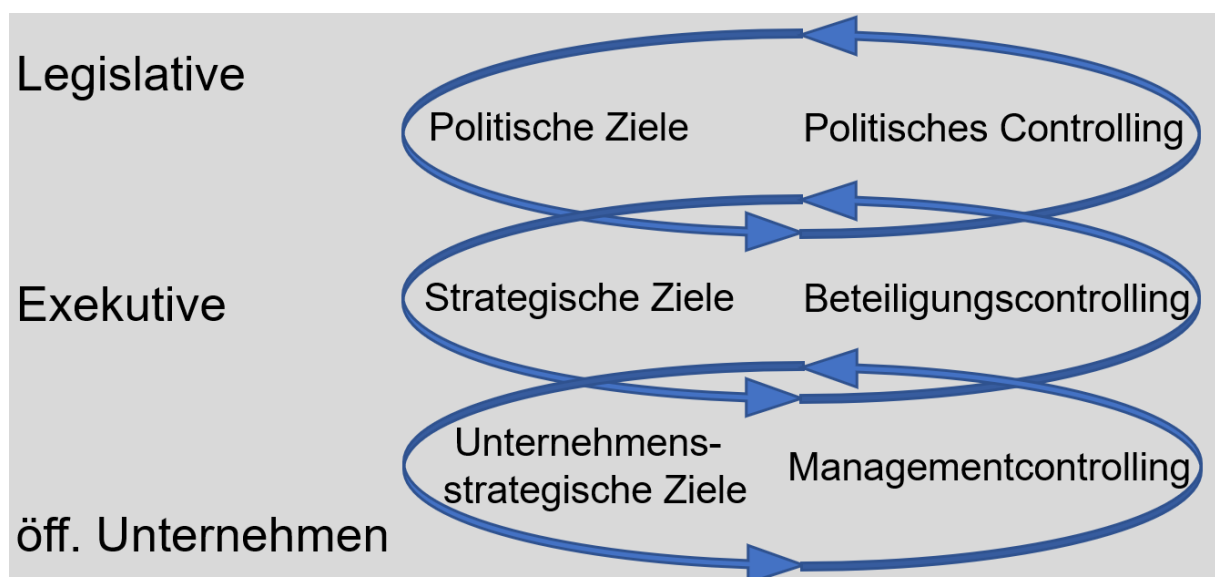 Legislative
Politische Ziele
Politisches Controlling
Exekutive
Strategische Ziele
Beteiligungscontrolling
Unternehmens-
strategische Ziele
Managementcontrolling
öff. Unternehmen